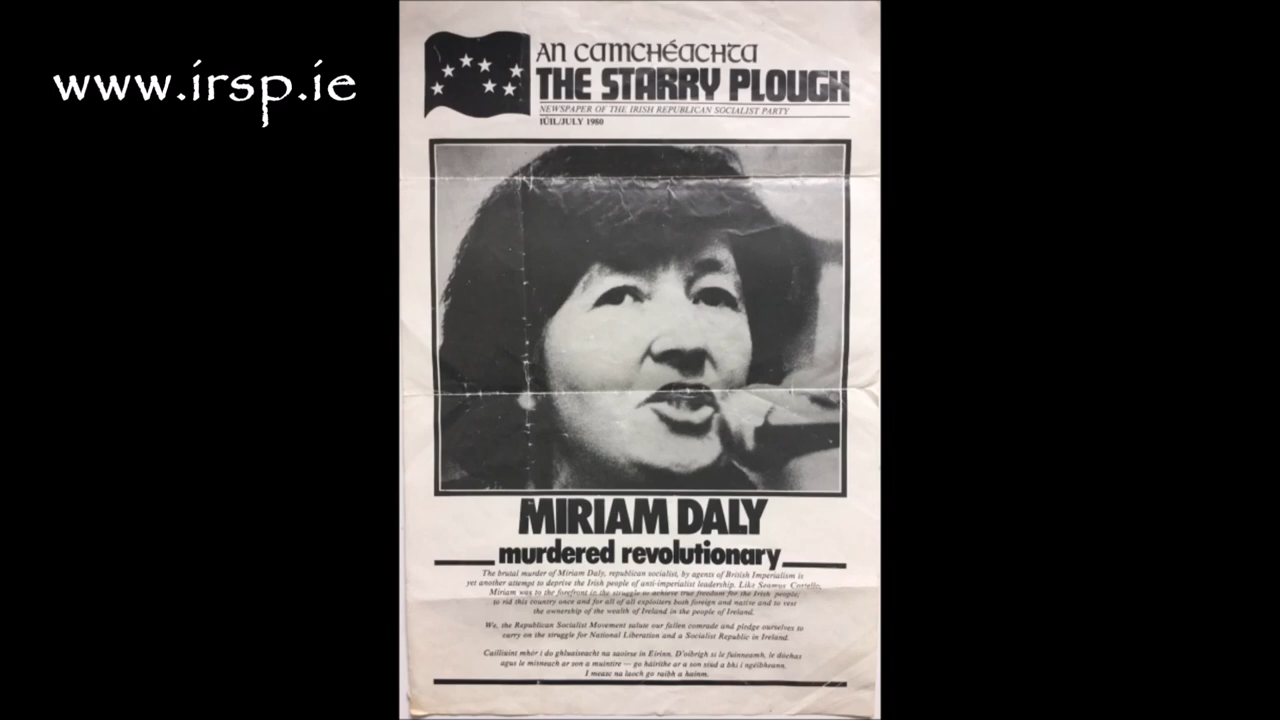 www.irsp.ie
An Camchéachta
THE STARRY PLOUGH
NEWSPAPER OF THE IRISH REPUBLICAN SOCIALIST PARTY
IÚIL/JULY 1980
MIRIAM DALY
murdered revolutionary
The brutal murder of Miriam Daly, republican socialist, by agents of British Imperialism is
yet another attempt to deprive the Irish people of anti-imperialist leadership. Like Seamus Costello,
Miriam was to the forefront in the struggle to achieve true freedom for the Irish people;
to rid this country once and for all of all exploiters both foreign and native and to vest
the ownership of the wealth of Ireland in the people of Ireland.
We, the Republican Socialist Movement salute our fallen comrade and pledge ourselves to
carry on the struggle for National Liberation and a Socialist Republic in Ireland.
Cailliúint mhór i do ghluaiseacht na saoirse in Éirinn. D'oibrigh sí le fuinneamh, le dóchas
agus le misneach ar son a muintire — go háirithe ar a son siúd a bhí i ngéibheann.
I measc na laoch go raibh a hainm.